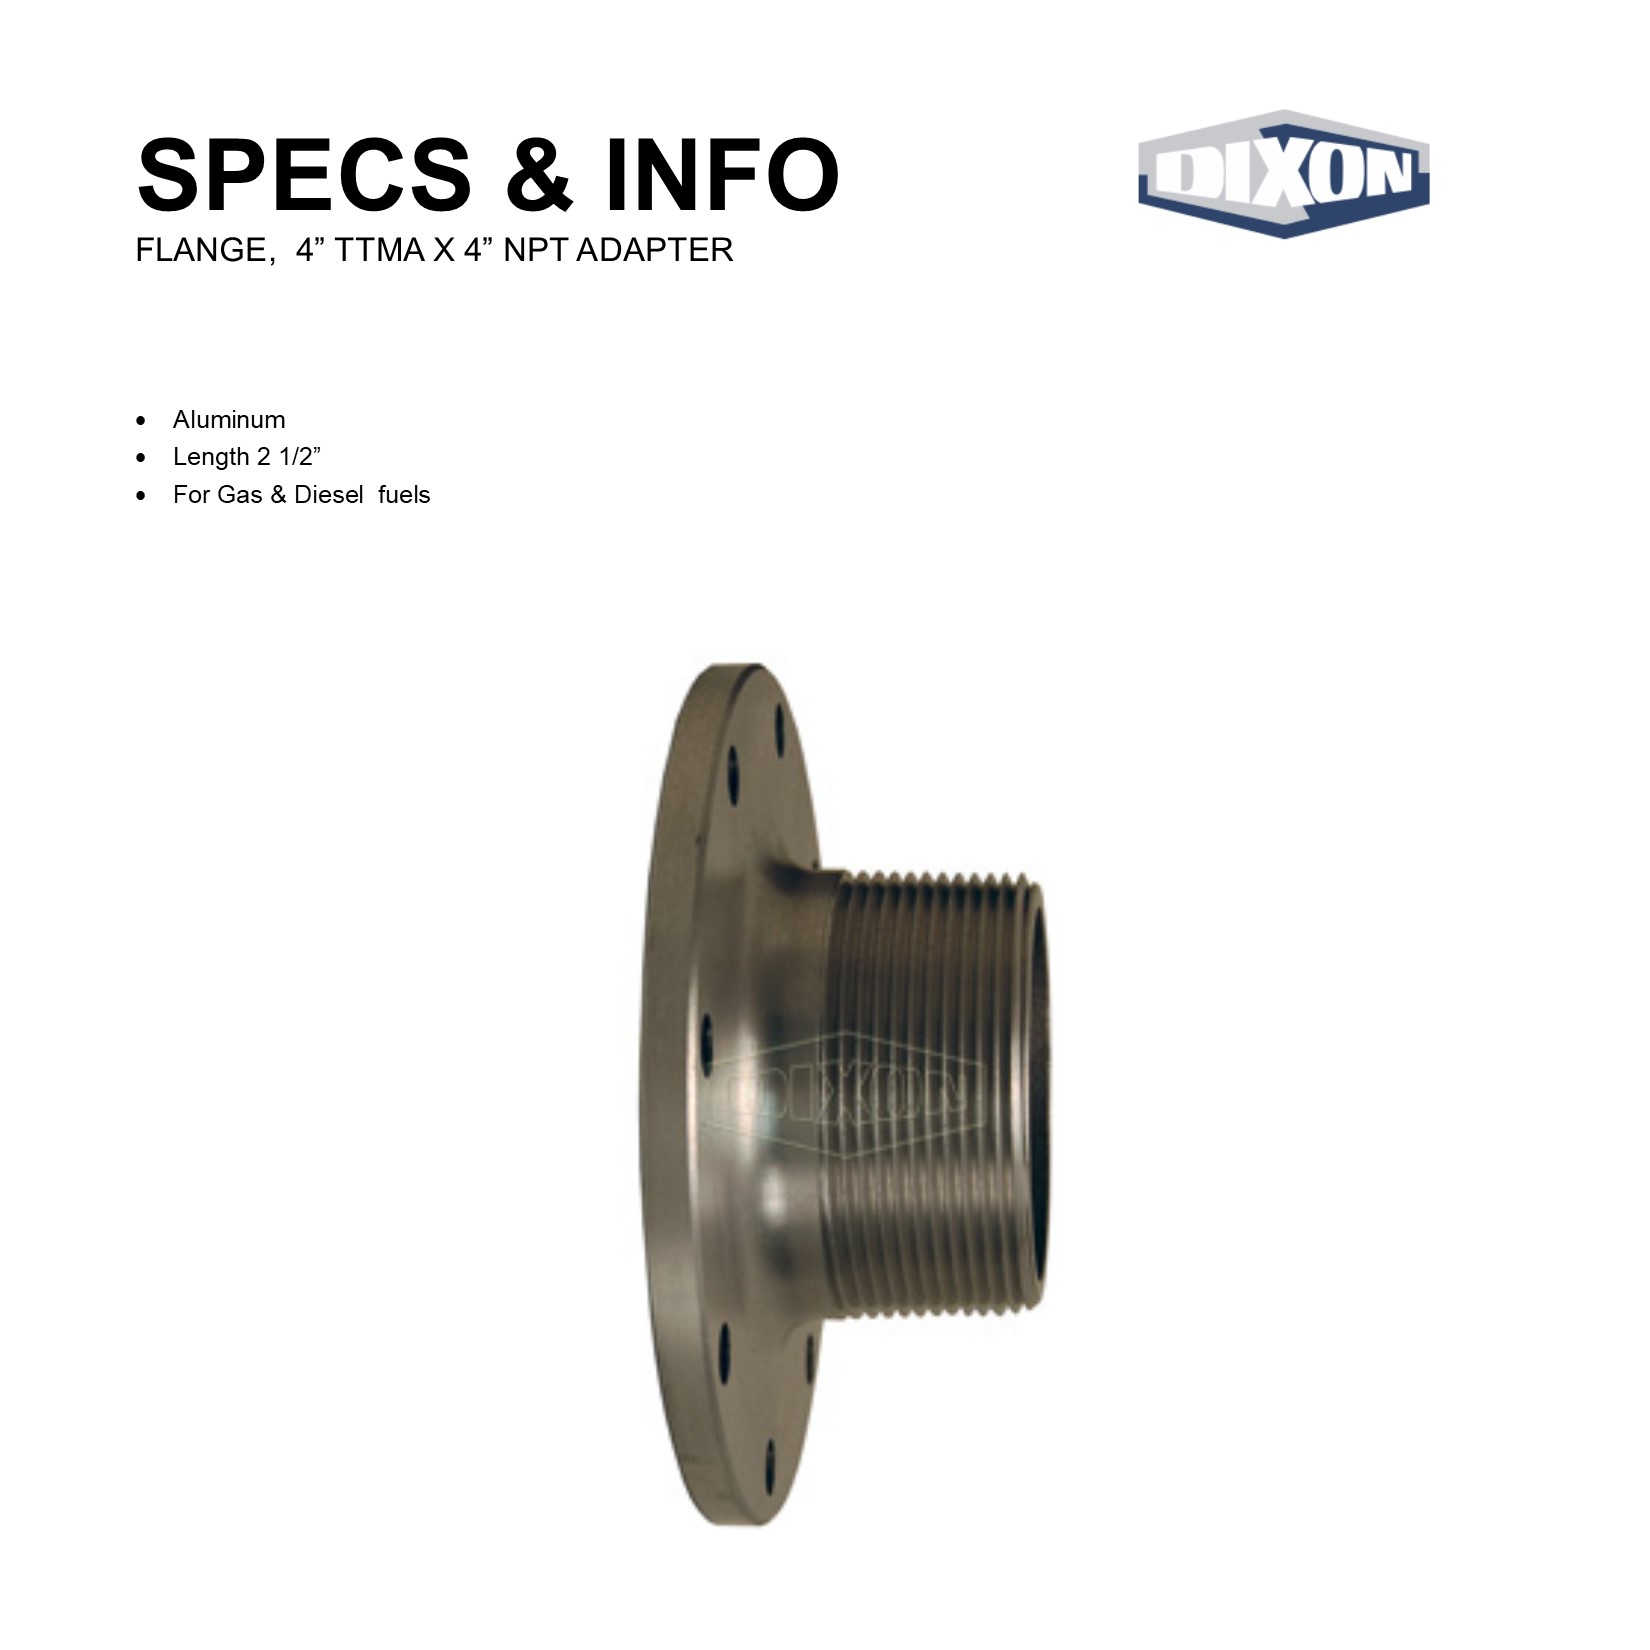 SPECS & INFO
DIXON
FLANGE,  4” TTMA X 4” NPT ADAPTER
• Aluminum
• Length 2 1/2”
• For Gas & Diesel  fuels
DIXON